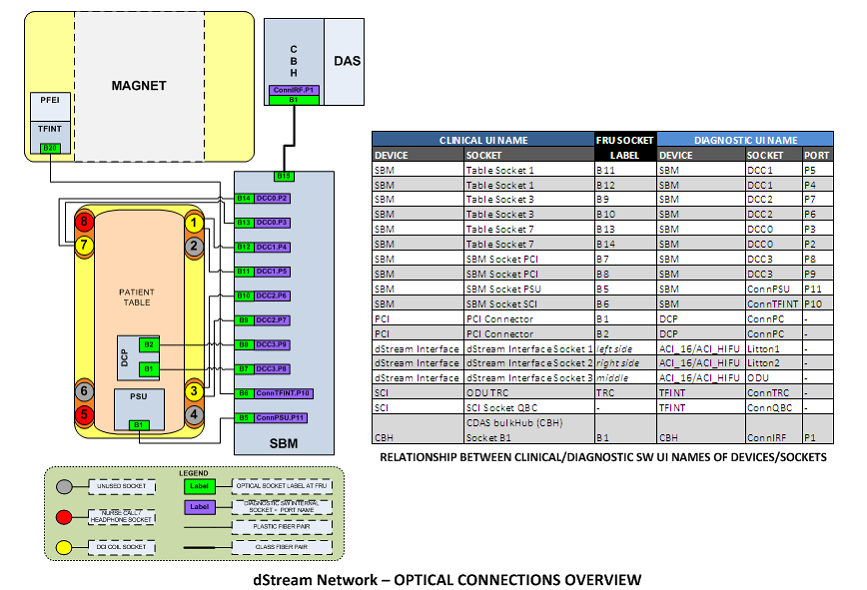 MAGNET
PFEI
TFINT
B20
C
B
H
DAS
ConnIRF.P1
B1
B15
B14 DCC0.P2
B13 DCC0.P3
B12 DCC1.P4
B11 DCC1.P5
B10 DCC2.P6
B9 DCC2.P7
B8 DCC3.P9
B7 DCC3.P8
B6 ConnTFINT.P10
B5 ConnPSU.P11
SBM
8
7
1
2
PATIENT
TABLE
DCP
B2
B1
6
5
3
4
PSU
B1
CLINICAL UI NAME FRU SOCKET DIAGNOSTIC UI NAME
DEVICE SOCKET LABEL DEVICE SOCKET PORT
SBM Table Socket 1 B11 SBM DCC1 P5
SBM Table Socket 1 B12 SBM DCC1 P4
SBM Table Socket 3 B9 SBM DCC2 P7
SBM Table Socket 3 B10 SBM DCC2 P6
SBM Table Socket 7 B13 SBM DCC0 P3
SBM Table Socket 7 B14 SBM DCC0 P2
SBM SBM Socket PCI B7 SBM DCC3 P8
SBM SBM Socket PCI B8 SBM DCC3 P9
SBM SBM Socket PSU B5 SBM ConnPSU P11
SBM SBM Socket SCI B6 SBM ConnTFINT P10
PCI PCI Connector B1 DCP ConnPC -
PCI PCI Connector B2 DCP ConnPC -
dStream Interface dStream Interface Socket 1 left side ACI_16/ACI_HIFU Litton1 -
dStream Interface dStream Interface Socket 2 right side ACI_16/ACI_HIFU Litton2 -
dStream Interface dStream Interface Socket 3 middle ACI_16/ACI_HIFU ODU -
SCI ODU TRC TRC TFINT ConnTRC -
SCI SCI Socket QBC - TFINT ConnQBC -
CDAS bulkHub (CBH)
CBH Socket B1 B1 CBH ConnIRF P1
RELATIONSHIP BETWEEN CLINICAL/DIAGNOSTIC SW UI NAMES OF DEVICES/SOCKETS
LEGEND
UNUSED SOCKET
NURSE CALL/
HEADPHONE SOCKET
DCI COIL SOCKET
Label OPTICAL SOCKET LABEL AT FRU
Label DIAGNOSTIC SW INTERNAL
SOCKET + PORT NAME
PLASTIC FIBER PAIR
GLASS FIBER PAIR
dStream Network – OPTICAL CONNECTIONS OVERVIEW